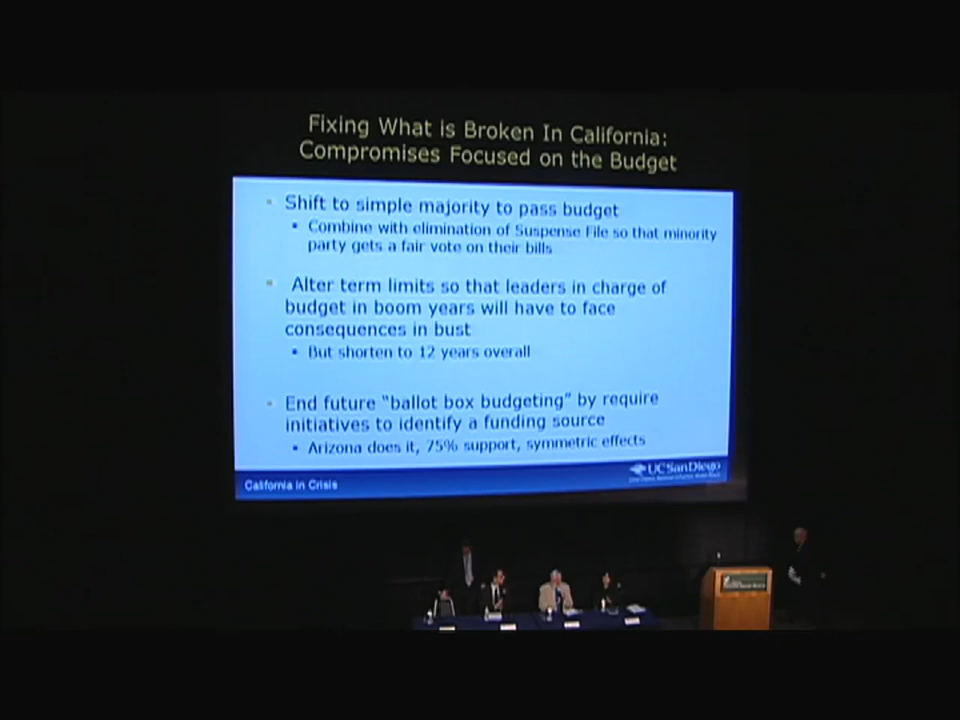 Fixing What is Broken In California:
Compromises Focused on the Budget
Shift to simple majority to pass budget
Combine with elimination of Suspense File so that minority
party gets a fair vote on their bills
Alter term limits so that leaders in charge of
budget in boom years will have to face
consequences in bust
But shorten to 12 years overall
End future “ballot box budgeting” by require
initiatives to identify a funding source
Arizona does it, 75% support, symmetric effects
California in Crisis
UC San Diego